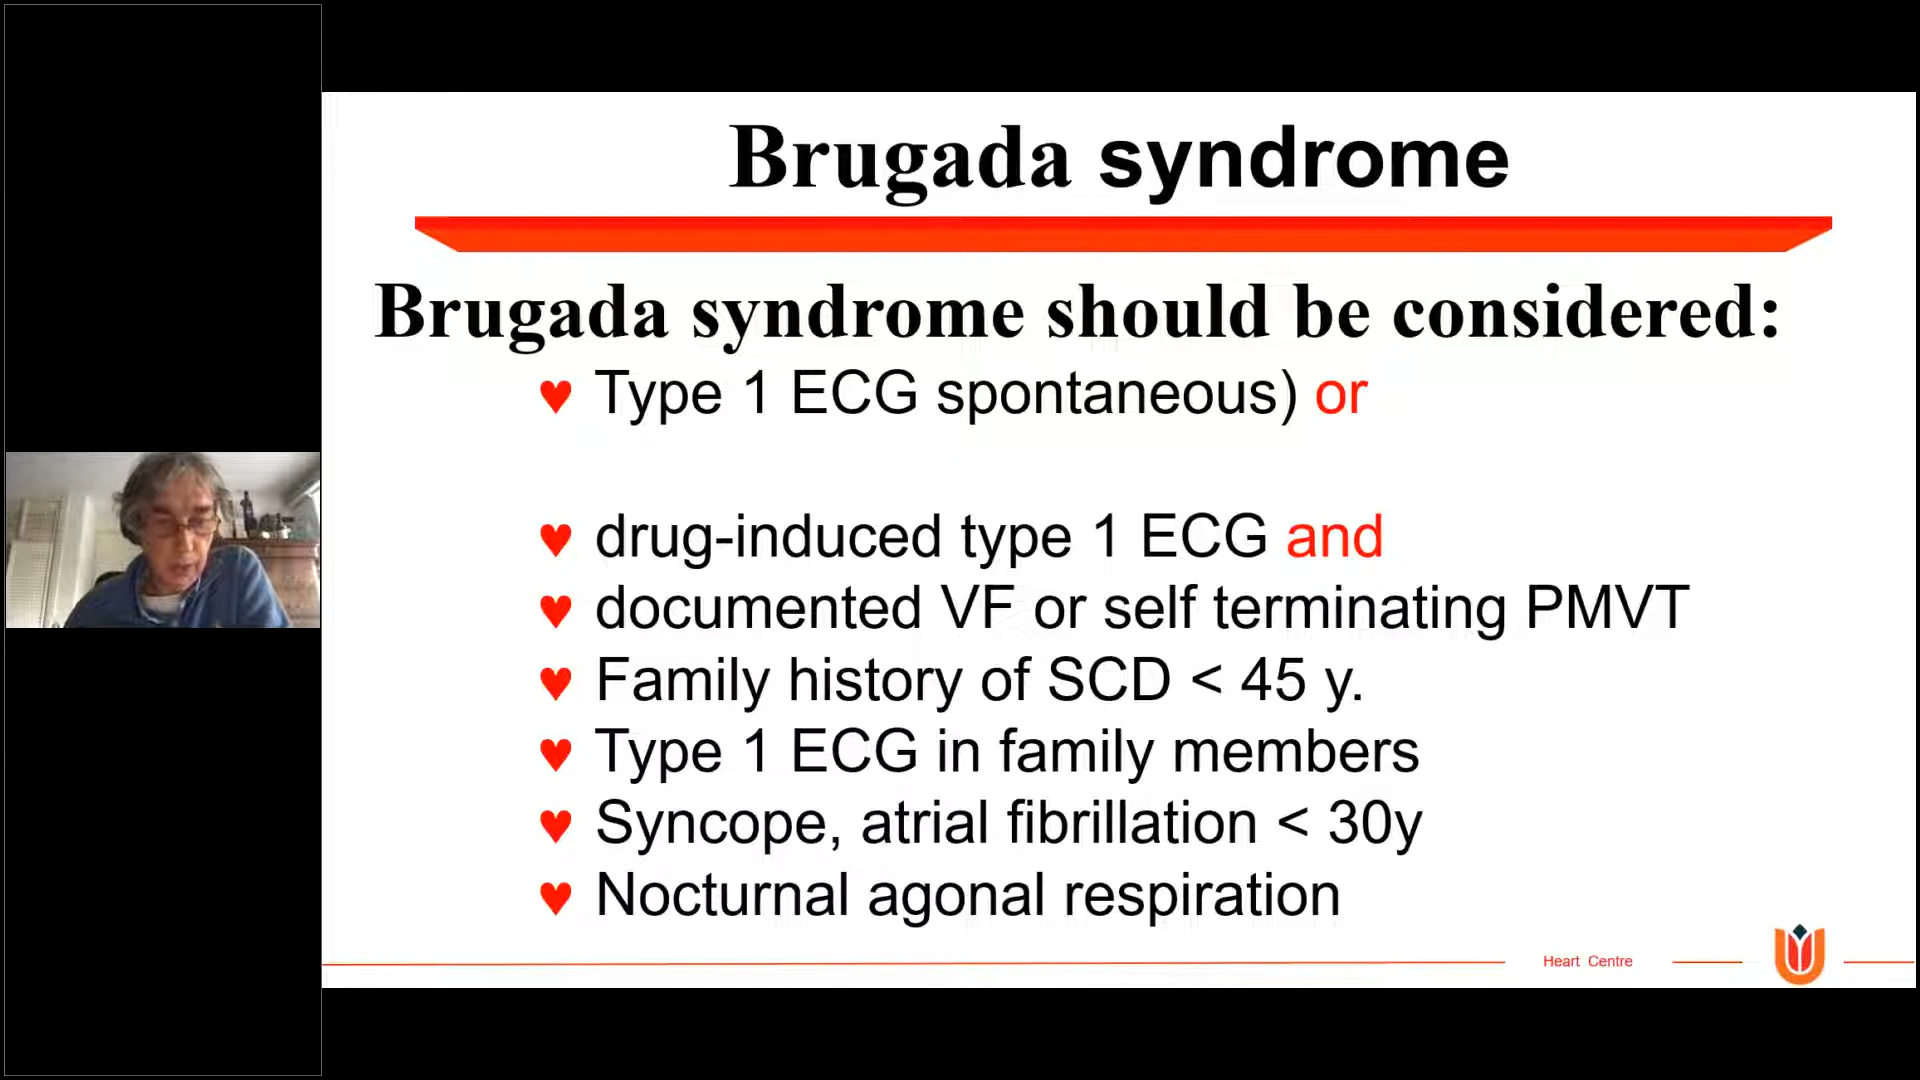 Brugada syndrome
Brugada syndrome should be considered:
♥ Type 1 ECG spontaneous) or
♥ drug-induced type 1 ECG and
♥ documented VF or self terminating PMVT
♥ Family history of SCD < 45 y.
♥ Type 1 ECG in family members
♥ Syncope, atrial fibrillation < 30y
♥ Nocturnal agonal respiration
Heart Centre